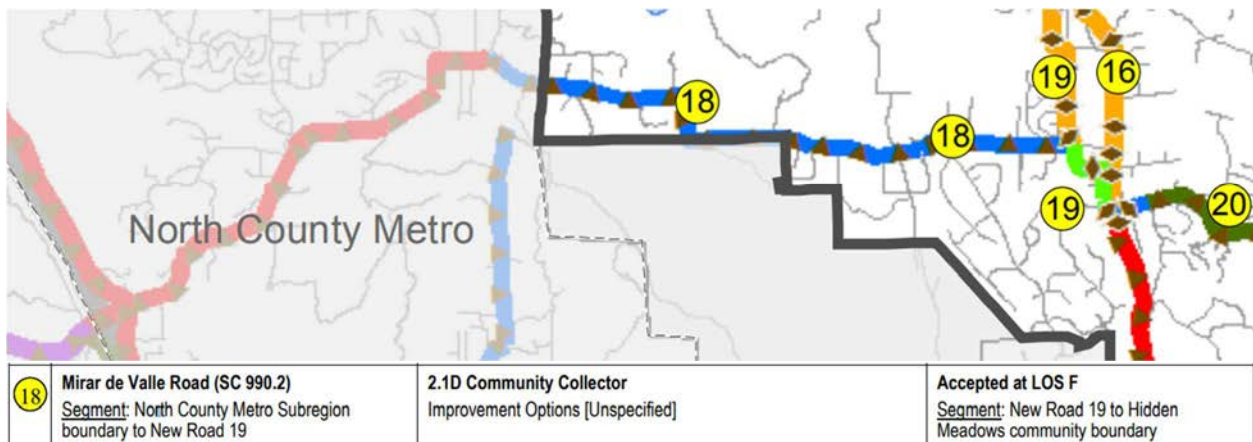 19
16
18
18
North County Metro
19
20
18
Mirar de Valle Road (SC 990.2)
Segment: North County Metro Subregion
boundary to New Road 19
2.1D Community Collector
Improvement Options [Unspecified]
Accepted at LOS F
Segment: New Road 19 to Hidden
Meadows community boundary